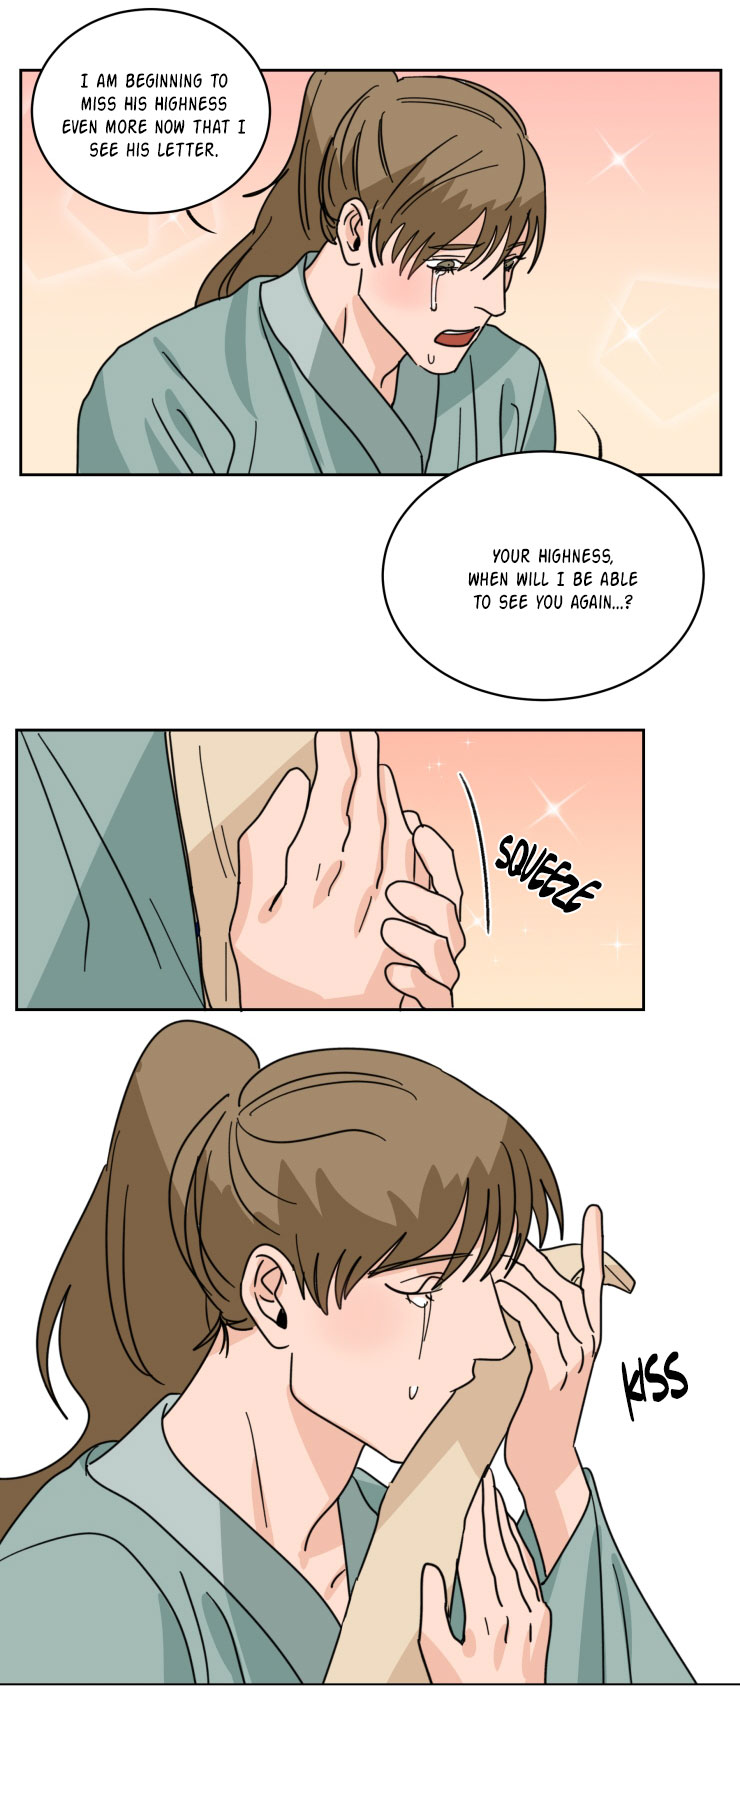 I AM BEGINNING TO
MISS HIS HIGHNESS
EVEN MORE NOW THAT I
SEE HIS LETTER.
YOUR HIGHNESS,
WHEN WILL I BE ABLE
TO SEE YOU AGAIN...?
SQUEEZE
KISS